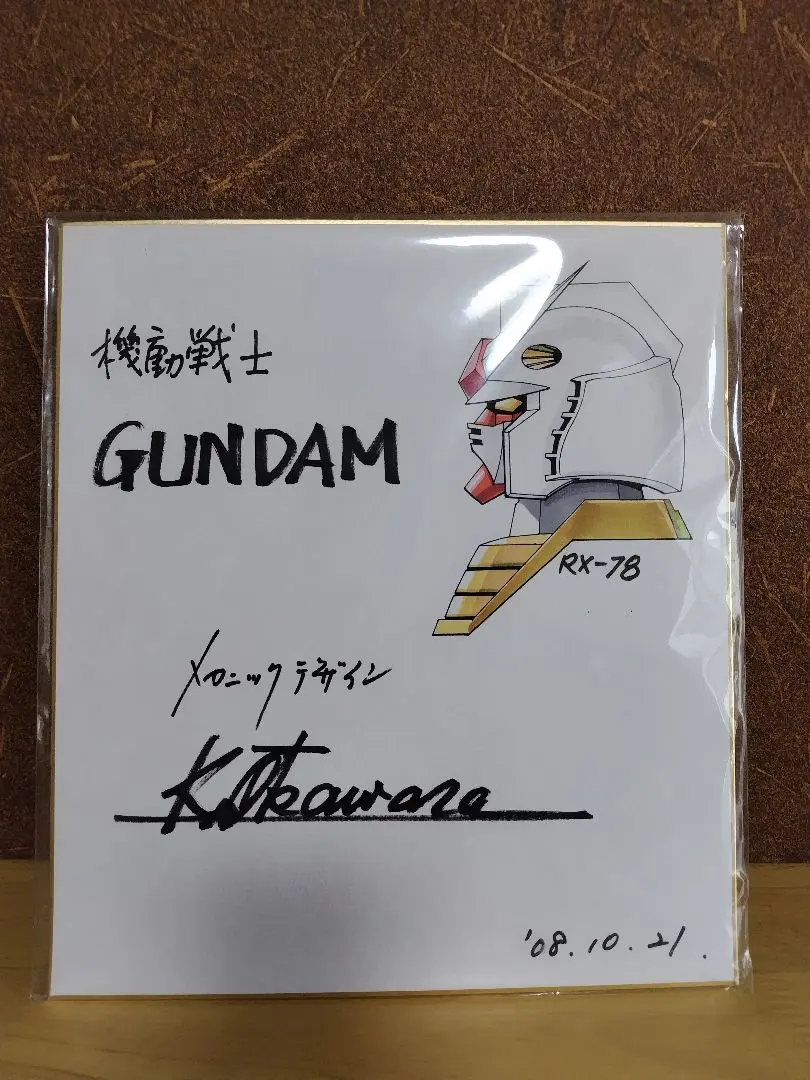 機動戦士
GUNDAM
RX-78
メカニックデザイン
K.Okawara
'08.10.21.